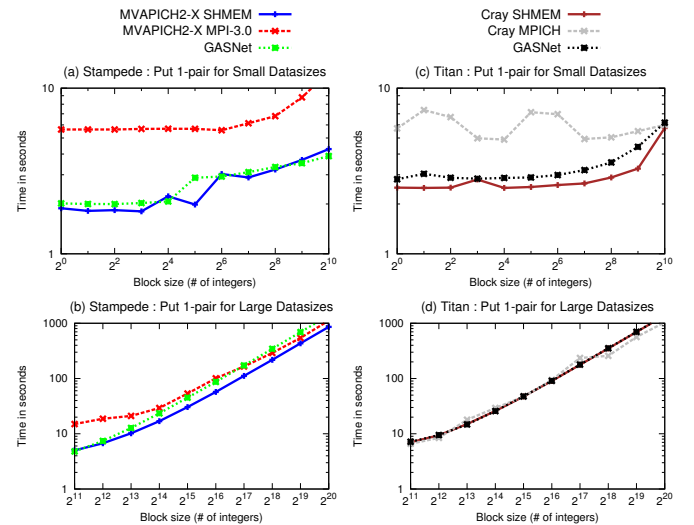 MVAPICH2-X SHMEM
MVAPICH2-X MPI-3.0
GASNet
Cray SHMEM
Cray MPICH
GASNet
(a) Stampede : Put 1-pair for Small Datasizes
Time in seconds
10
1
2^0 2^2 2^4 2^6 2^8 2^10
Block size (# of integers)
(c) Titan : Put 1-pair for Small Datasizes
Time in seconds
10
1
2^0 2^2 2^4 2^6 2^8 2^10
Block size (# of integers)
(b) Stampede : Put 1-pair for Large Datasizes
Time in seconds
1000
100
10
1
2^11 2^12 2^13 2^14 2^15 2^16 2^17 2^18 2^19 2^20
Block size (# of integers)
(d) Titan : Put 1-pair for Large Datasizes
Time in seconds
1000
100
10
1
2^11 2^12 2^13 2^14 2^15 2^16 2^17 2^18 2^19 2^20
Block size (# of integers)